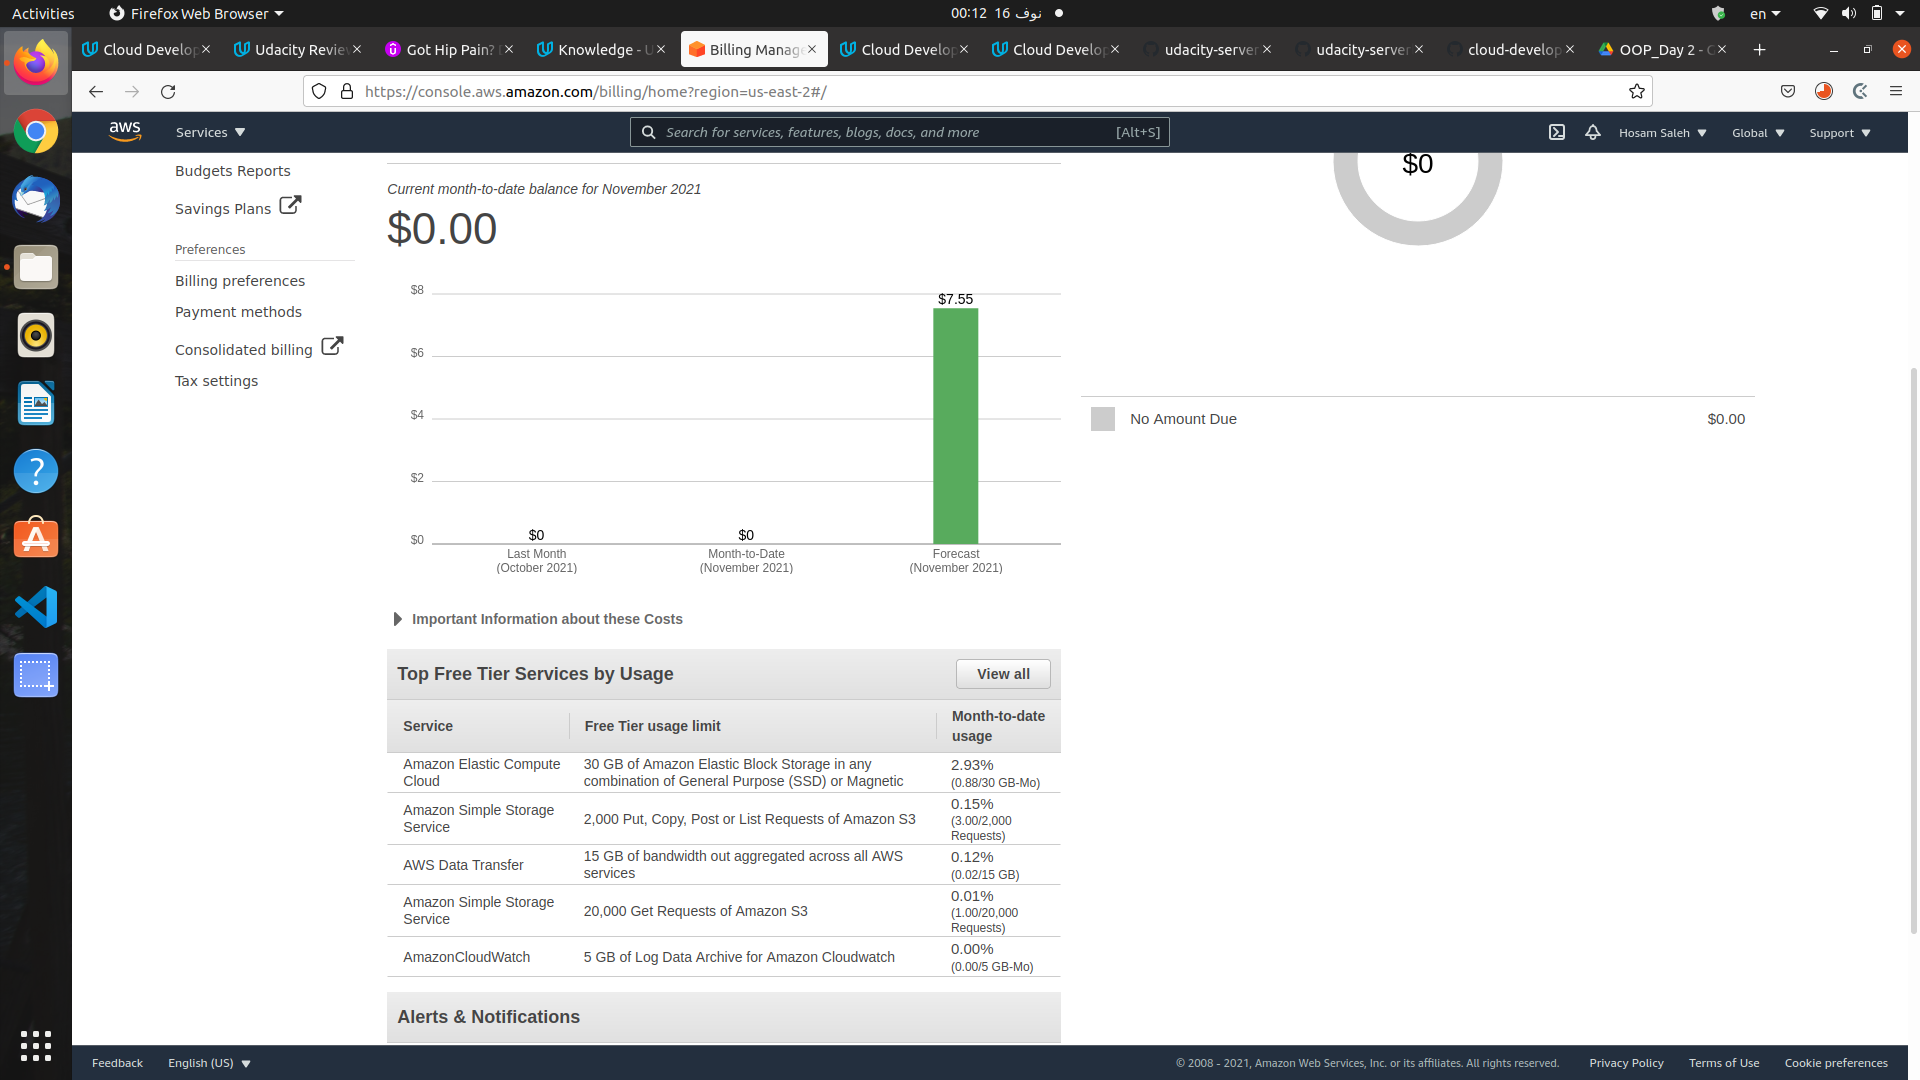 Activities
Firefox Web Browser
00:12 16 نوف
en
Cloud Develop
Udacity Review
Got Hip Pain?
Knowledge - U
Billing Manage
Cloud Develop
Cloud Develop
udacity-server
udacity-server
cloud-develop
OOP_Day 2 - C
https://console.aws.amazon.com/billing/home?region=us-east-2#/
aws
Services
Search for services, features, blogs, docs, and more
[Alt+S]
Hosam Saleh
Global
Support
Budgets Reports
Savings Plans
Preferences
Billing preferences
Payment methods
Consolidated billing
Tax settings
Current month-to-date balance for November 2021
$0.00
$8
$6
$4
$2
$0
$0
$0
$7.55
Last Month
(October 2021)
Month-to-Date
(November 2021)
Forecast
(November 2021)
$0
No Amount Due
$0.00
Important Information about these Costs
Top Free Tier Services by Usage
View all
Service
Free Tier usage limit
Month-to-date
usage
Amazon Elastic Compute
Cloud
30 GB of Amazon Elastic Block Storage in any
combination of General Purpose (SSD) or Magnetic
2.93%
(0.88/30 GB-Mo)
Amazon Simple Storage
Service
2,000 Put, Copy, Post or List Requests of Amazon S3
0.15%
(3.00/2,000
Requests)
AWS Data Transfer
15 GB of bandwidth out aggregated across all AWS
services
0.12%
(0.02/15 GB)
Amazon Simple Storage
Service
20,000 Get Requests of Amazon S3
0.01%
(1.00/20,000
Requests)
AmazonCloudWatch
5 GB of Log Data Archive for Amazon Cloudwatch
0.00%
(0.00/5 GB-Mo)
Alerts & Notifications
Feedback
English (US)
© 2008 - 2021, Amazon Web Services, Inc. or its affiliates. All rights reserved.
Privacy Policy
Terms of Use
Cookie preferences